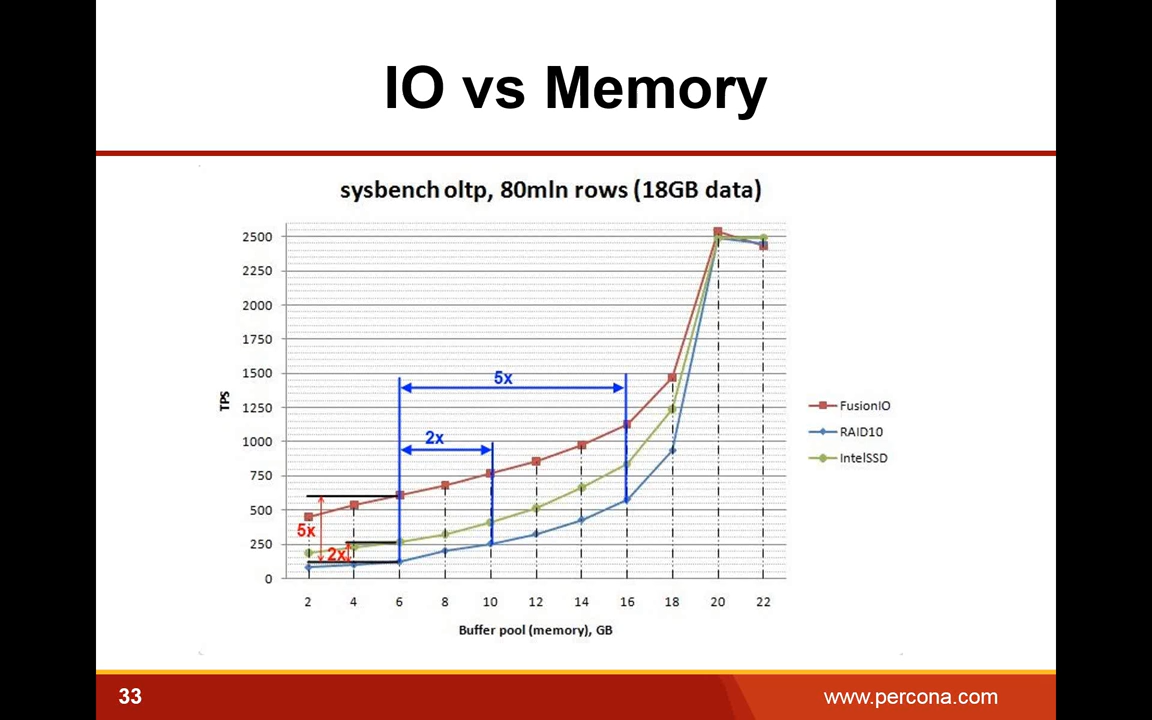 IO vs Memory
sysbench oltp, 80mln rows (18GB data)
2500
2250
2000
1750
1500
1250
1000
750
500
250
0
TPS
5x
2x
5x
2x
2 4 6 8 10 12 14 16 18 20 22
Buffer pool (memory), GB
FusionIO
RAID10
IntelSSD
33
www.percona.com